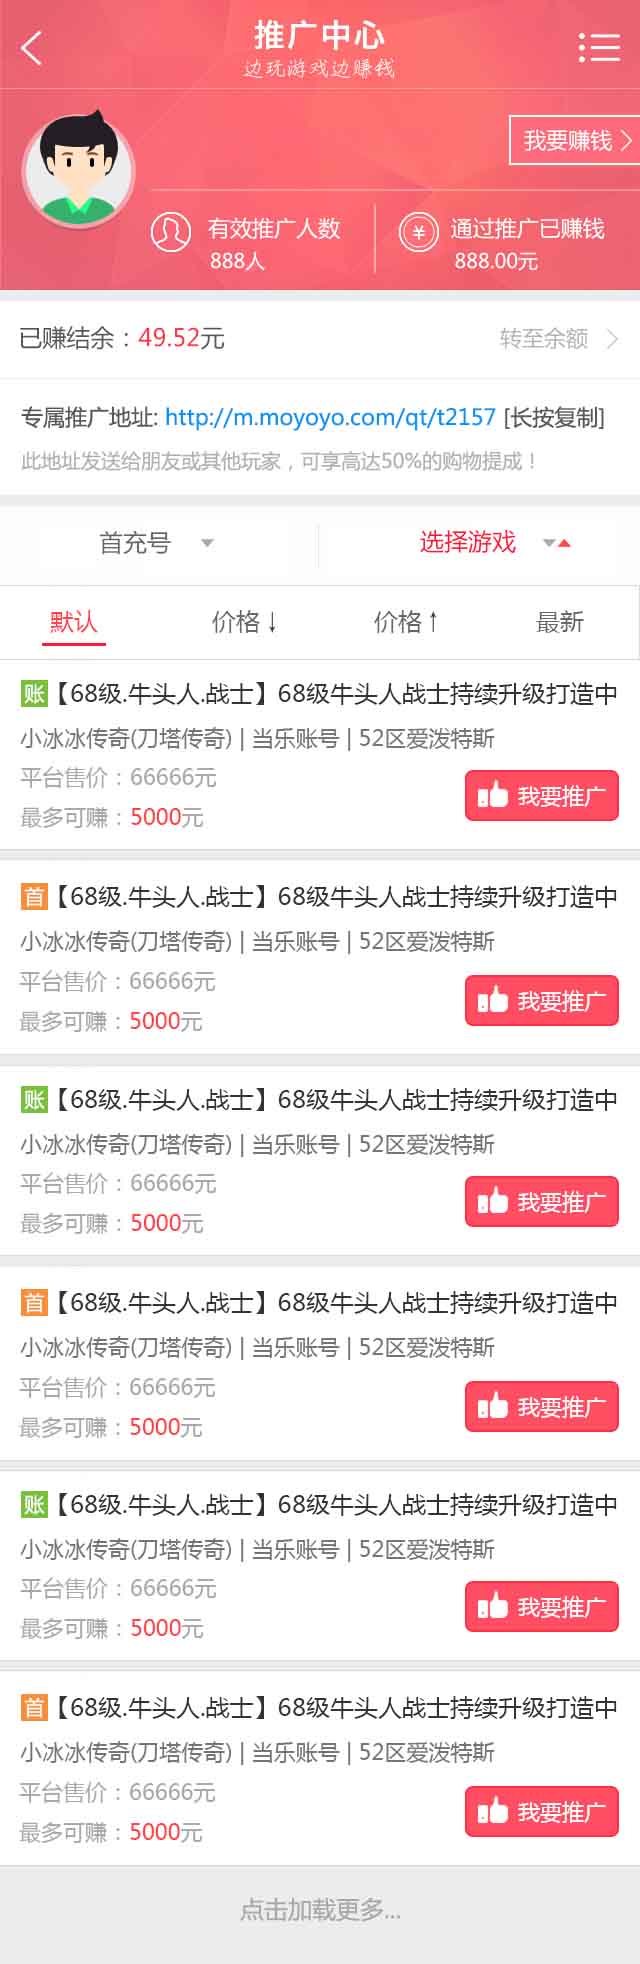 推广中心
边玩游戏边赚钱
我要赚钱
有效推广人数
888人
通过推广已赚钱
888.00元
已赚结余：49.52元
转至余额
专属推广地址: http://m.moyoyo.com/qt/t2157 [长按复制]
此地址发送给朋友或其他玩家，可享高达50%的购物提成！
首充号
选择游戏
默认
价格↓
价格↑
最新
账【68级.牛头人.战士】68级牛头人战士持续升级打造中
小冰冰传奇(刀塔传奇) | 当乐账号 | 52区爱泼特斯
平台售价：66666元
最多可赚：5000元
我要推广
首【68级.牛头人.战士】68级牛头人战士持续升级打造中
小冰冰传奇(刀塔传奇) | 当乐账号 | 52区爱泼特斯
平台售价：66666元
最多可赚：5000元
我要推广
账【68级.牛头人.战士】68级牛头人战士持续升级打造中
小冰冰传奇(刀塔传奇) | 当乐账号 | 52区爱泼特斯
平台售价：66666元
最多可赚：5000元
我要推广
首【68级.牛头人.战士】68级牛头人战士持续升级打造中
小冰冰传奇(刀塔传奇) | 当乐账号 | 52区爱泼特斯
平台售价：66666元
最多可赚：5000元
我要推广
账【68级.牛头人.战士】68级牛头人战士持续升级打造中
小冰冰传奇(刀塔传奇) | 当乐账号 | 52区爱泼特斯
平台售价：66666元
最多可赚：5000元
我要推广
首【68级.牛头人.战士】68级牛头人战士持续升级打造中
小冰冰传奇(刀塔传奇) | 当乐账号 | 52区爱泼特斯
平台售价：66666元
最多可赚：5000元
我要推广
点击加载更多...